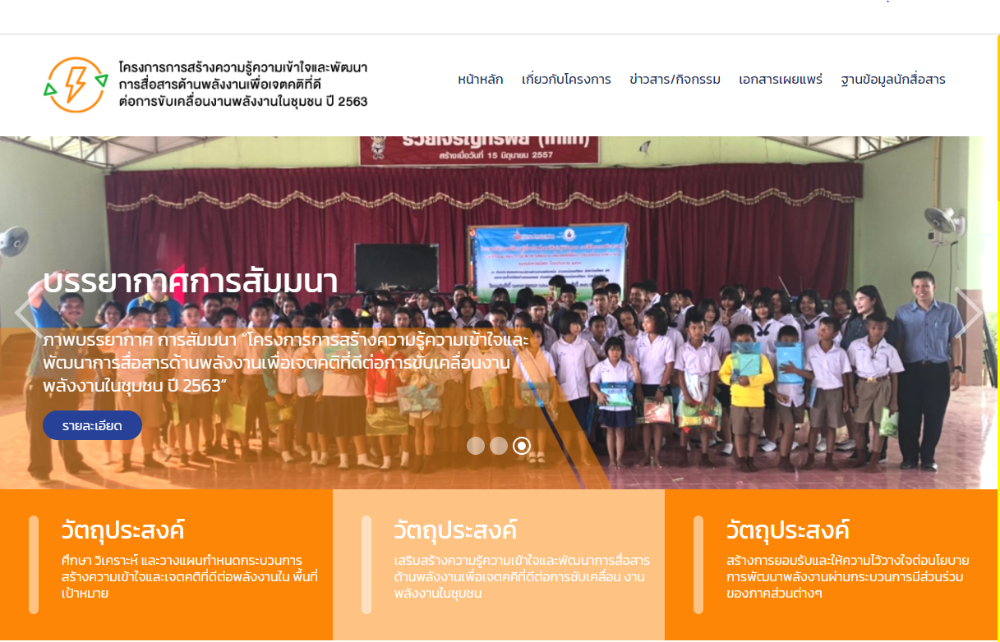 โครงการการสร้างความรู้ความเข้าใจและพัฒนา
การสื่อสารด้านพลังงานเพื่อเจตคติที่ดี
ต่อการขับเคลื่อนงานพลังงานในชุมชน ปี 2563
หน้าหลัก เกี่ยวกับโครงการ ข่าวสาร/กิจกรรม เอกสารเผยแพร่ ฐานข้อมูลนักสื่อสาร
รวยเจริญทรัพย์ (ท่าแก)
สร้างเมื่อวันที่ 15 มิถุนายน 2557
บรรยากาศการสัมมนา
ภาพบรรยากาศ การสัมมนา “โครงการการสร้างความรู้ความเข้าใจและ
พัฒนาการสื่อสารด้านพลังงานเพื่อเจตคติที่ดีต่อการขับเคลื่อนงาน
พลังงานในชุมชน ปี 2563”
รายละเอียด
วัตถุประสงค์
ศึกษา วิเคราะห์ และวางแผนกำหนดกระบวนการ
สร้างความเข้าใจและเจตคติที่ดีต่อพลังงานใน พื้นที่
เป้าหมาย
วัตถุประสงค์
เสริมสร้างความรู้ความเข้าใจและพัฒนาการสื่อสาร
ด้านพลังงานเพื่อเจตคคิที่ดีต่อการขับเคลื่อน งาน
พลังงานในชุมชน
วัตถุประสงค์
สร้างการยอมรับและให้ความไว้วางใจต่อนโยบาย
การพัฒนาพลังงานผ่านกระบวนการมีส่วนร่วม
ของภาคส่วนต่างๆ